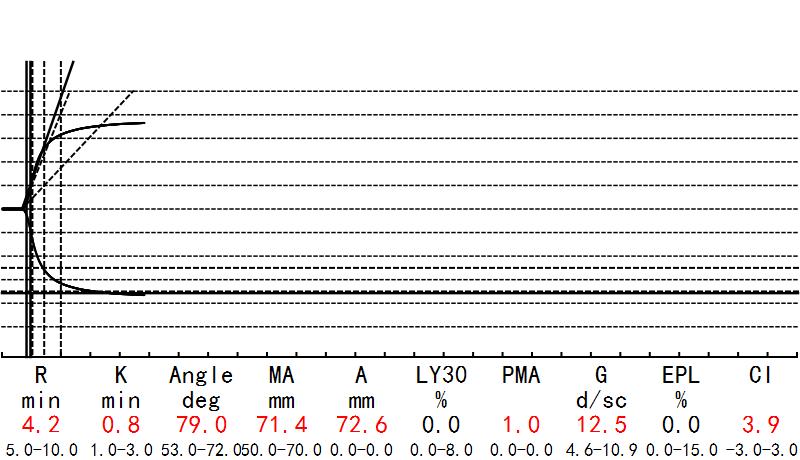 R K Angle MA A LY30 PMA G EPL CI
min min deg mm mm % d/sc %
4.2 0.8 79.0 71.4 72.6 0.0 1.0 12.5 0.0 3.9
5.0-10.0 1.0-3.0 53.0-72.0 50.0-70.0 0.0-0.0 0.0-8.0 0.0-0.0 4.6-10.9 0.0-15.0 -3.0-3.0